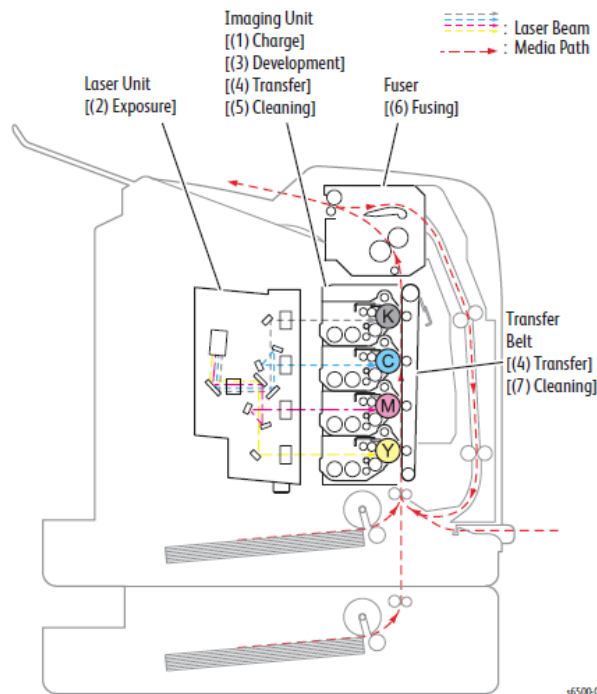 Imaging Unit
[(1) Charge]
[(3) Development]
[(4) Transfer]
[(5) Cleaning]
: Laser Beam
: Media Path
Laser Unit
[(2) Exposure]
Fuser
[(6) Fusing]
K
C
M
Y
Transfer
Belt
[(4) Transfer]
[(7) Cleaning]